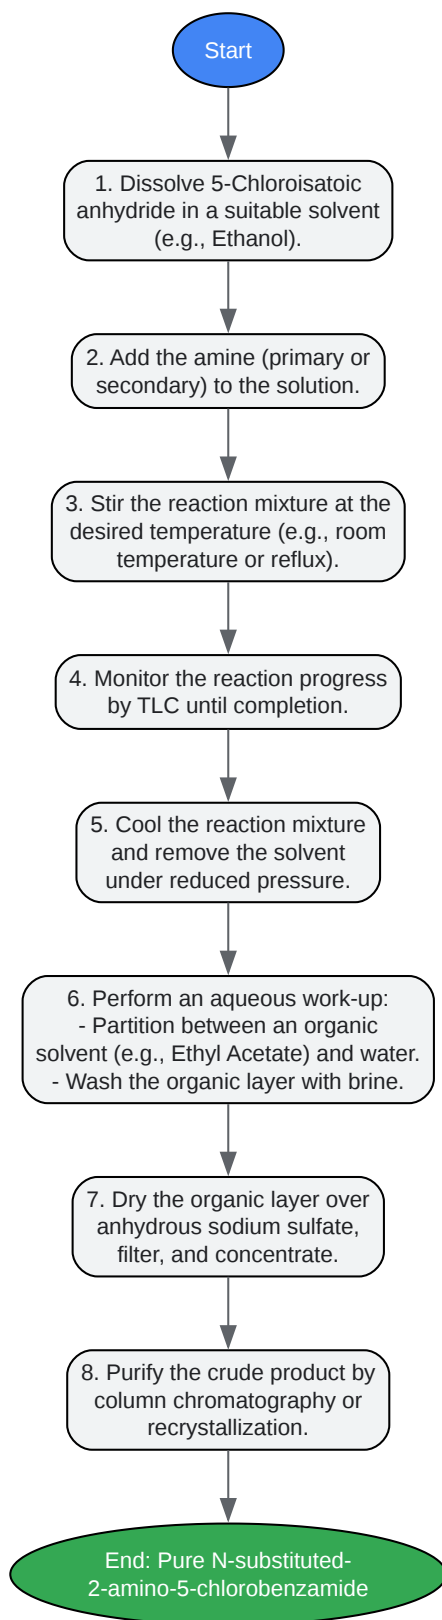 Start
1. Dissolve 5-Chloroisatoic
anhydride in a suitable solvent
(e.g., Ethanol).
2. Add the amine (primary or
secondary) to the solution.
3. Stir the reaction mixture at the
desired temperature (e.g., room
temperature or reflux).
4. Monitor the reaction progress
by TLC until completion.
5. Cool the reaction mixture
and remove the solvent
under reduced pressure.
6. Perform an aqueous work-up:
- Partition between an organic
solvent (e.g., Ethyl Acetate) and water.
- Wash the organic layer with brine.
7. Dry the organic layer over
anhydrous sodium sulfate,
filter, and concentrate.
8. Purify the crude product by
column chromatography or
recrystallization.
End: Pure N-substituted-
2-amino-5-chlorobenzamide